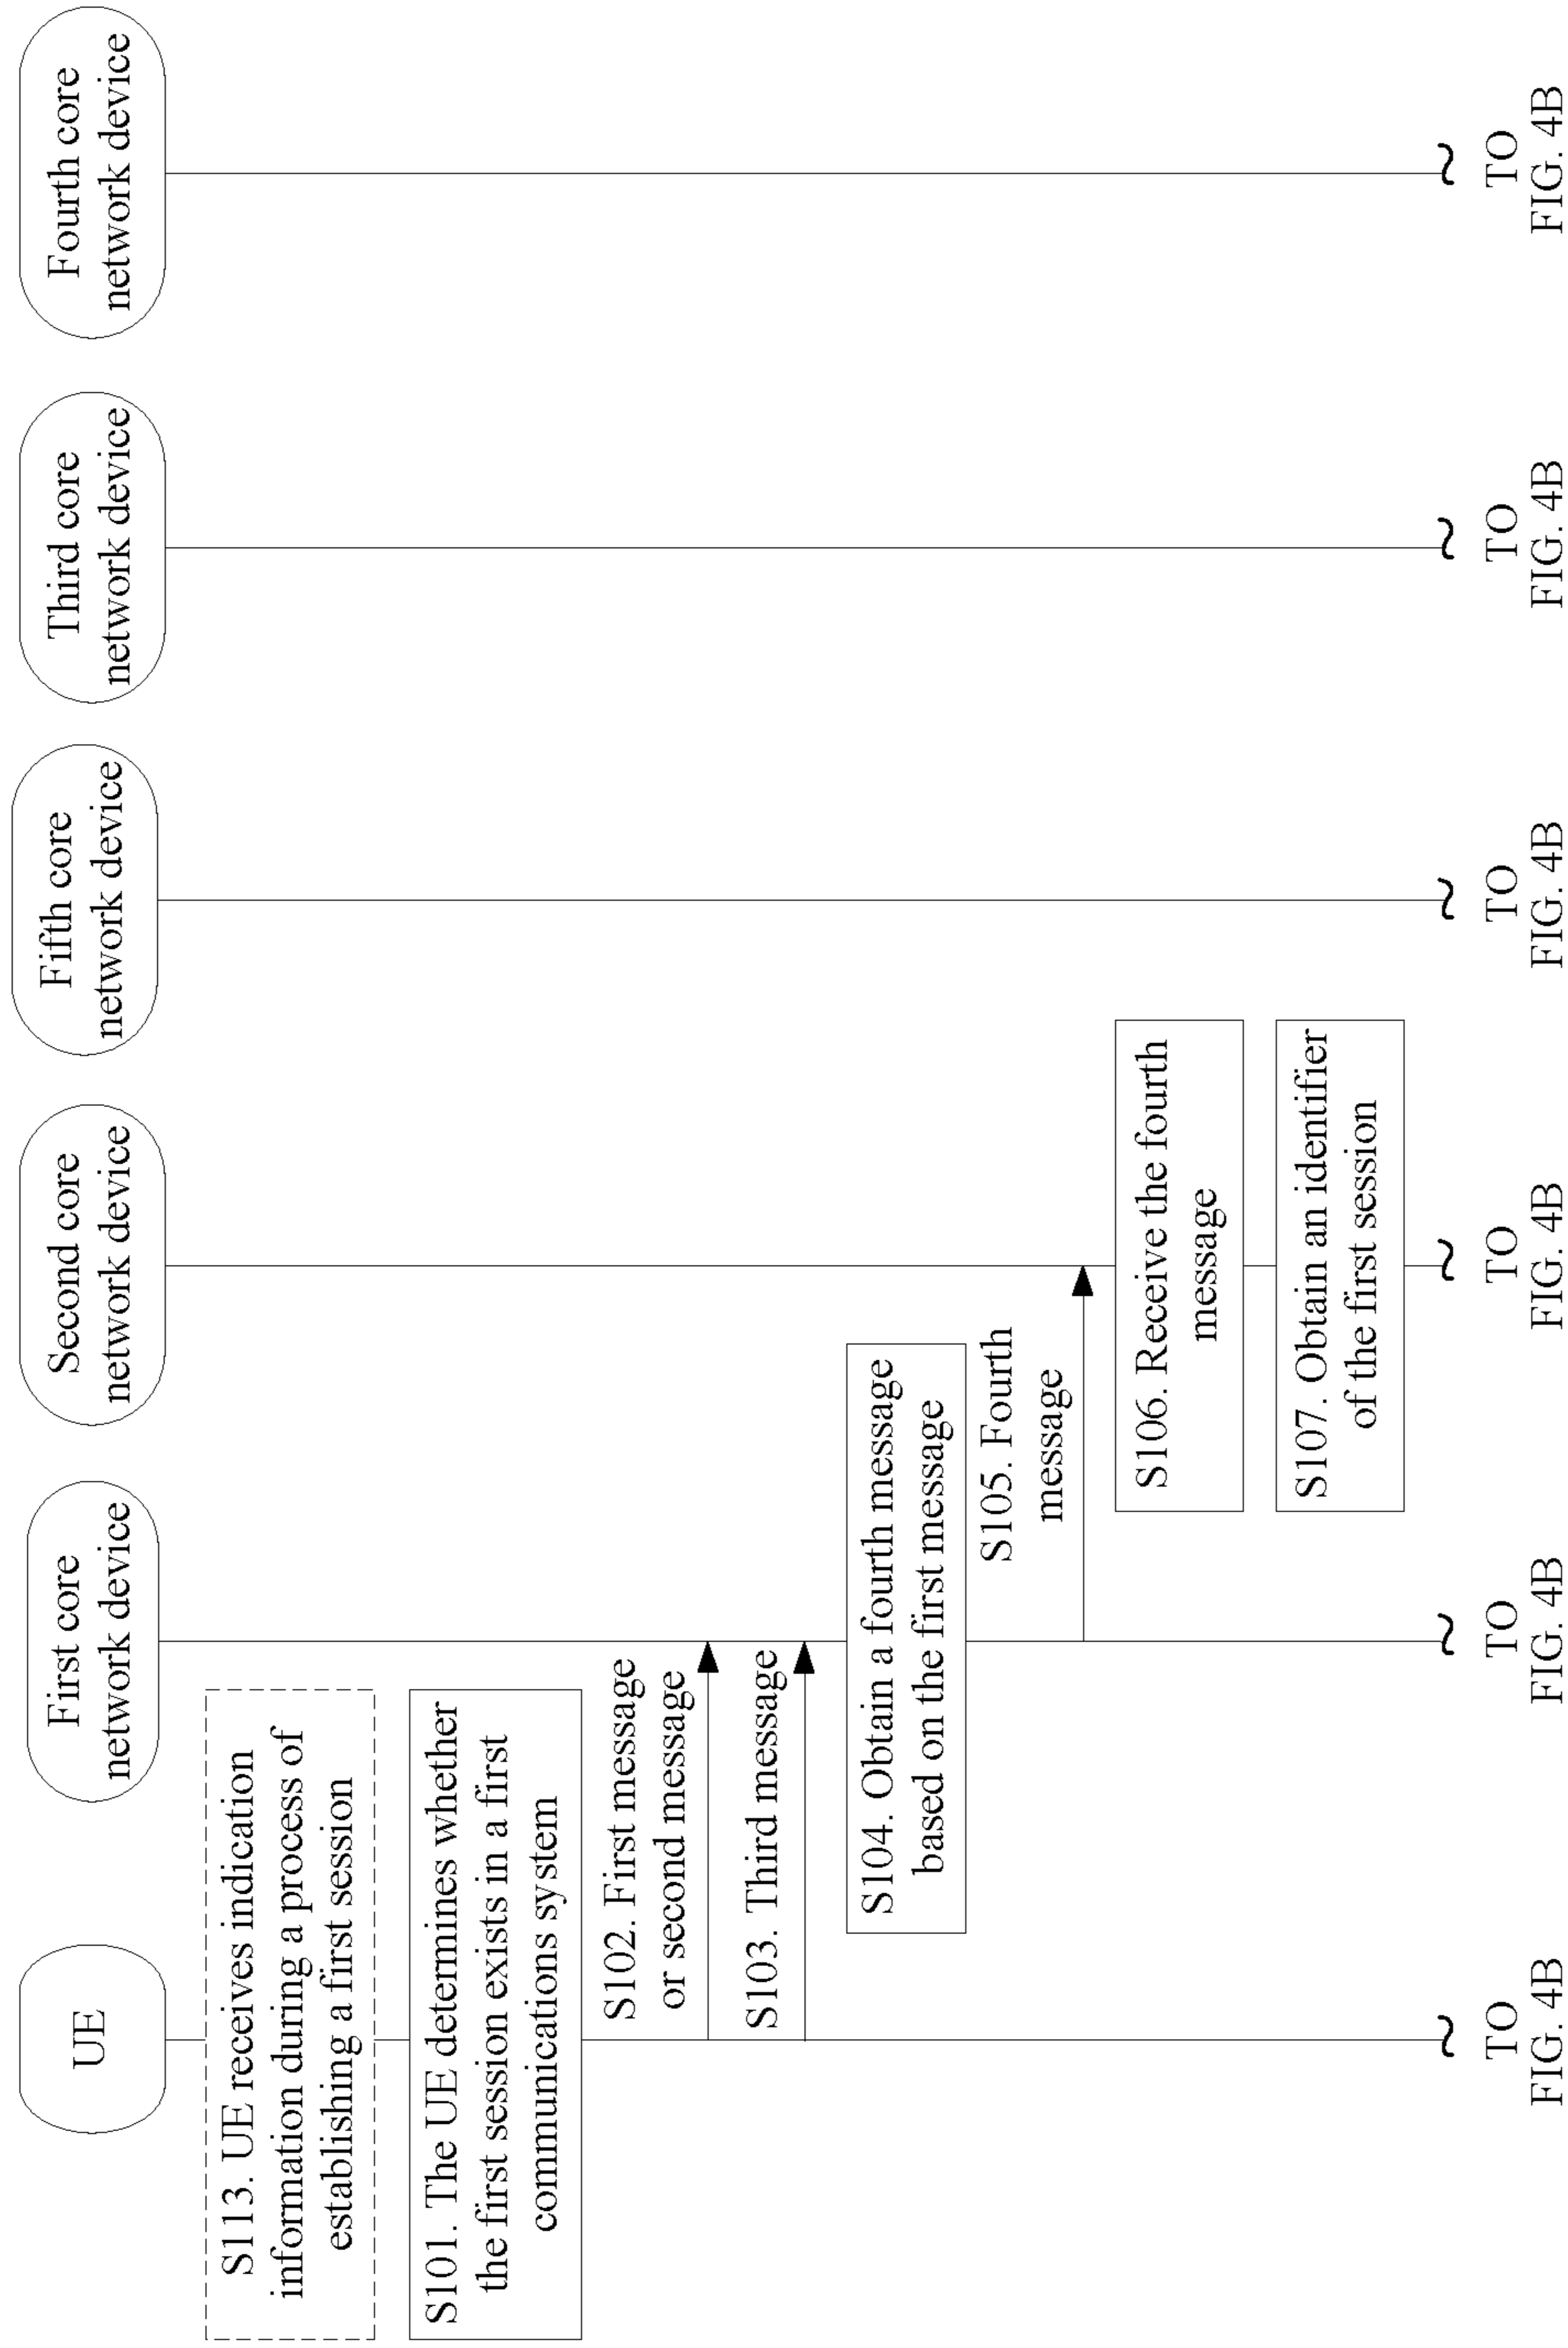 UE
First core
network device
Second core
network device
Fifth core
network device
Third core
network device
Fourth core
network device
S113. UE receives indication
information during a process of
establishing a first session
S101. The UE determines whether
the first session exists in a first
communications system
S102. First message
or second message
S103. Third message
S104. Obtain a fourth message
based on the first message
S105. Fourth
message
S106. Receive the fourth
message
S107. Obtain an identifier
of the first session
TO
FIG. 4B
TO
FIG. 4B
TO
FIG. 4B
TO
FIG. 4B
TO
FIG. 4B
TO
FIG. 4B